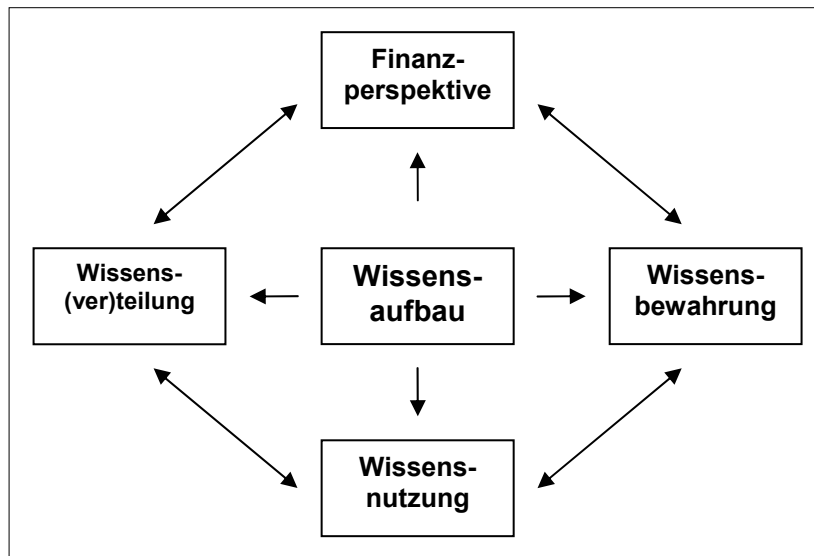 Finanz-
perspektive
Wissens-
(ver)teilung
Wissens-
aufbau
Wissens-
bewahrung
Wissens-
nutzung